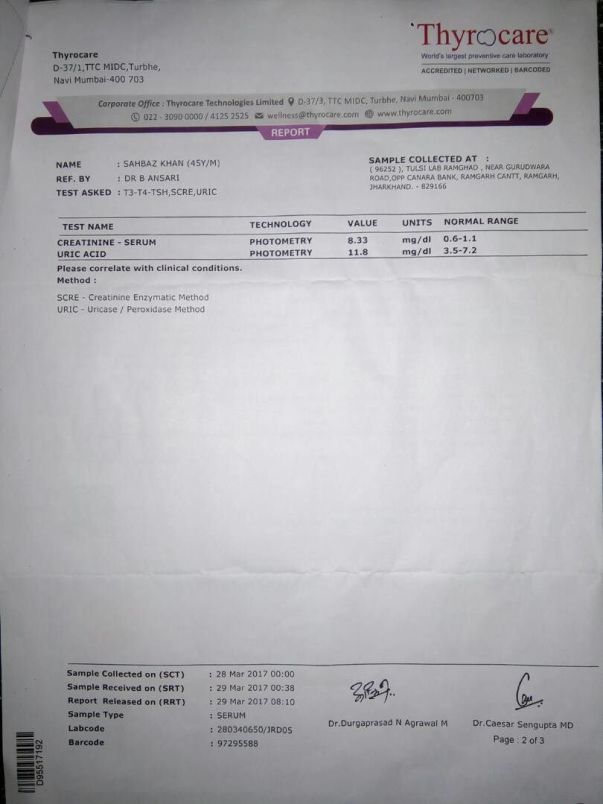 Thyrocare
D-37/1,TTC MIDC,Turbhe,
Navi Mumbai-400 703
Thyrocare®
World's largest preventive care laboratory
ACCREDITED | NETWORKED | BARCODED
Corporate Office : Thyrocare Technologies Limited D-37/3, TTC MIDC, Turbhe, Navi Mumbai - 400703
022 - 3090 0000 / 4125 2525 wellness@thyrocare.com www.thyrocare.com
REPORT
NAME : SAHBAZ KHAN (45Y/M)
REF. BY : DR B ANSARI
TEST ASKED : T3-T4-TSH,SCRE,URIC
SAMPLE COLLECTED AT :
( 96252 ), TULSI LAB RAMGHAD , NEAR GURUDWARA
ROAD,OPP CANARA BANK, RAMGARH CANTT, RAMGARH,
JHARKHAND. - 829166
TEST NAME TECHNOLOGY VALUE UNITS NORMAL RANGE
CREATININE - SERUM PHOTOMETRY 8.33 mg/dl 0.6-1.1
URIC ACID PHOTOMETRY 11.8 mg/dl 3.5-7.2
Please correlate with clinical conditions.
Method :
SCRE - Creatinine Enzymatic Method
URIC - Uricase / Peroxidase Method
Sample Collected on (SCT) : 28 Mar 2017 00:00
Sample Received on (SRT) : 29 Mar 2017 00:38
Report Released on (RRT) : 29 Mar 2017 08:10
Sample Type : SERUM
Labcode : 280340650/JRD05
Barcode : 97295588
Dr.Durgaprasad N Agrawal M
Dr.Caesar Sengupta MD
Page : 2 of 3
D95517192